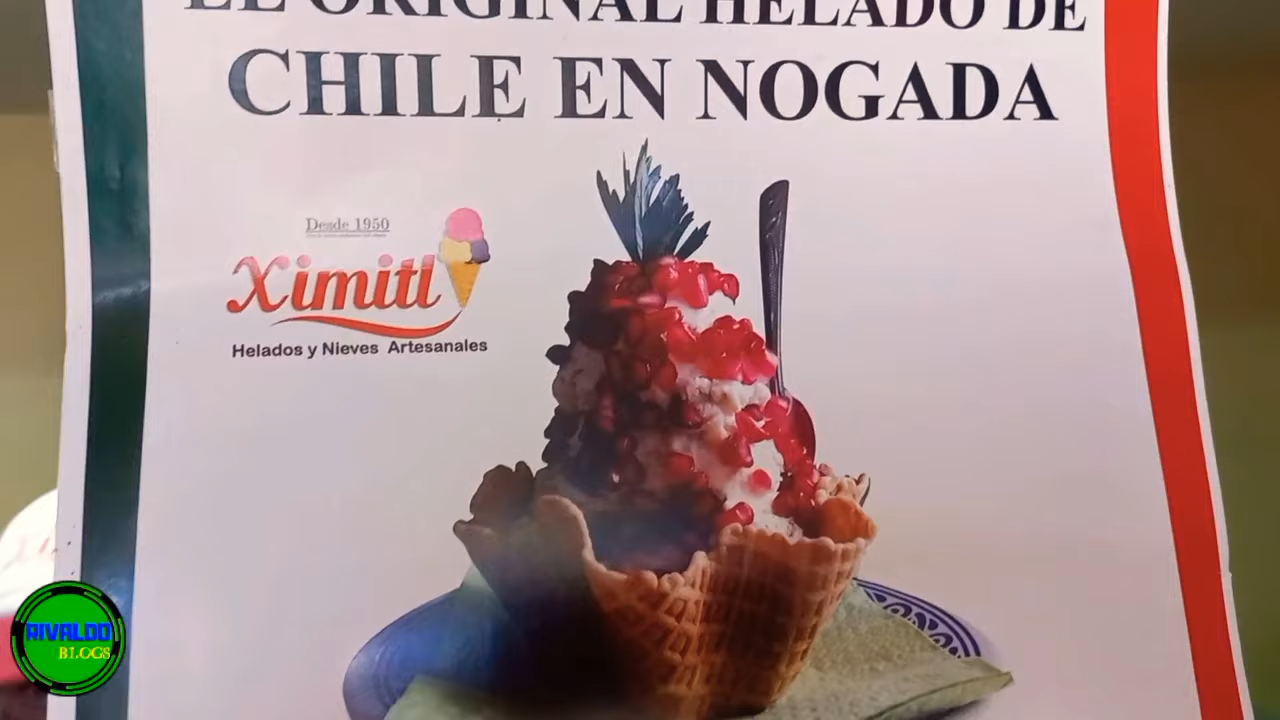 EL ORIGINAL HELADO DE
CHILE EN NOGADA
Desde 1950
Ximitl
Helados y Nieves Artesanales
RIVALDO
BLOGS